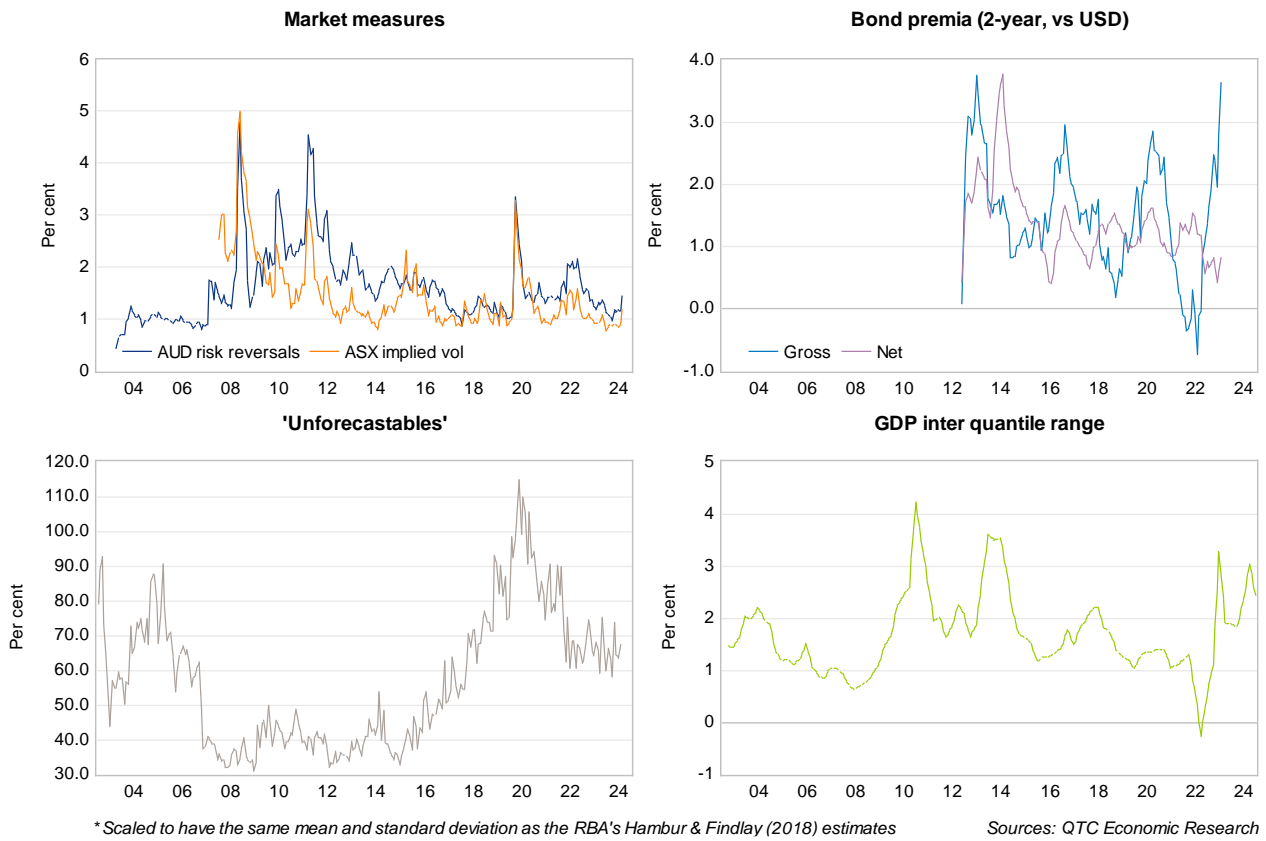 Market measures
Per cent
6
5
4
3
2
1
0
AUD risk reversals
ASX implied vol
04 06 08 10 12 14 16 18 20 22 24
Bond premia (2-year, vs USD)
Per cent
4.0
3.0
2.0
1.0
0.0
-1.0
Gross
Net
04 06 08 10 12 14 16 18 20 22 24
'Unforecastables'
Per cent
120.0
110.0
100.0
90.0
80.0
70.0
60.0
50.0
40.0
30.0
04 06 08 10 12 14 16 18 20 22 24
GDP inter quantile range
Per cent
5
4
3
2
1
0
-1
04 06 08 10 12 14 16 18 20 22 24
* Scaled to have the same mean and standard deviation as the RBA's Hambur & Findlay (2018) estimates
Sources: QTC Economic Research